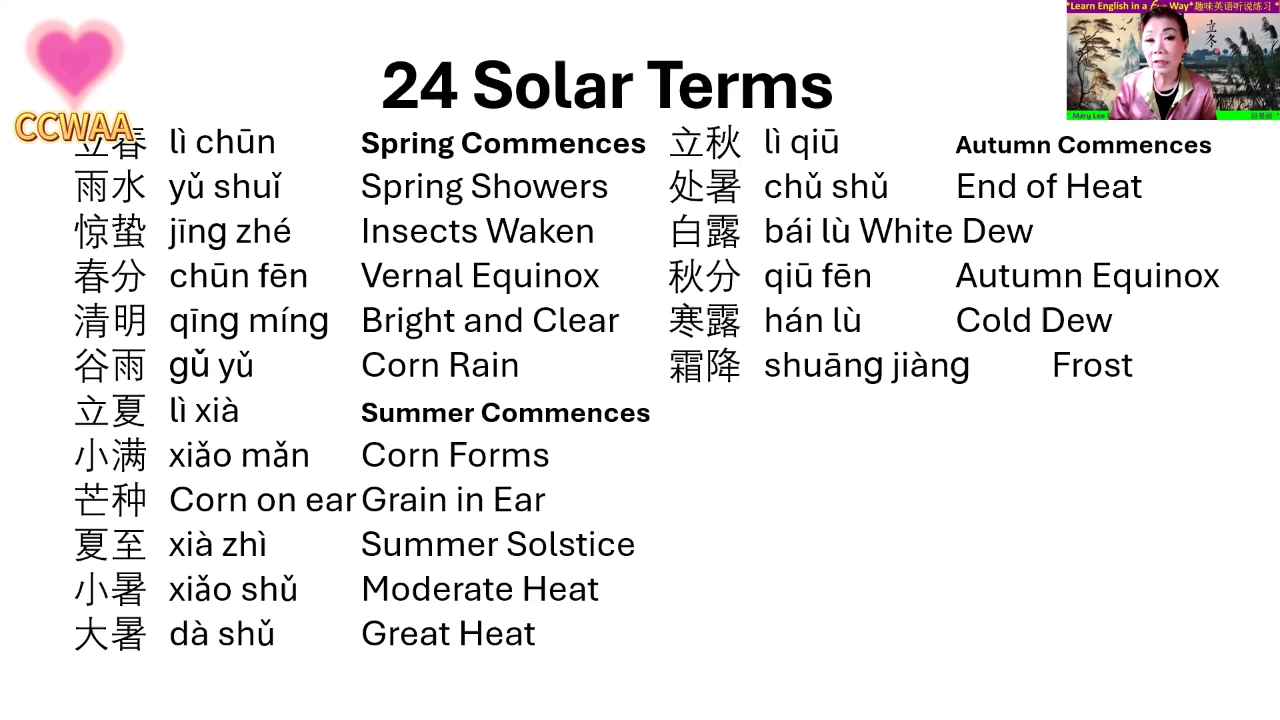 *Learn English in a Fun Way*趣味英语听说练习*
立冬
Mary Lee
CCWAA
24 Solar Terms
立春 lì chūn Spring Commences
雨水 yǔ shuǐ Spring Showers
惊蛰 jīng zhé Insects Waken
春分 chūn fēn Vernal Equinox
清明 qīng míng Bright and Clear
谷雨 gǔ yǔ Corn Rain
立夏 lì xià Summer Commences
小满 xiǎo mǎn Corn Forms
芒种 Corn on ear Grain in Ear
夏至 xià zhì Summer Solstice
小暑 xiǎo shǔ Moderate Heat
大暑 dà shǔ Great Heat
立秋 lì qiū Autumn Commences
处暑 chǔ shǔ End of Heat
白露 bái lù White Dew
秋分 qiū fēn Autumn Equinox
寒露 hán lù Cold Dew
霜降 shuāng jiàng Frost